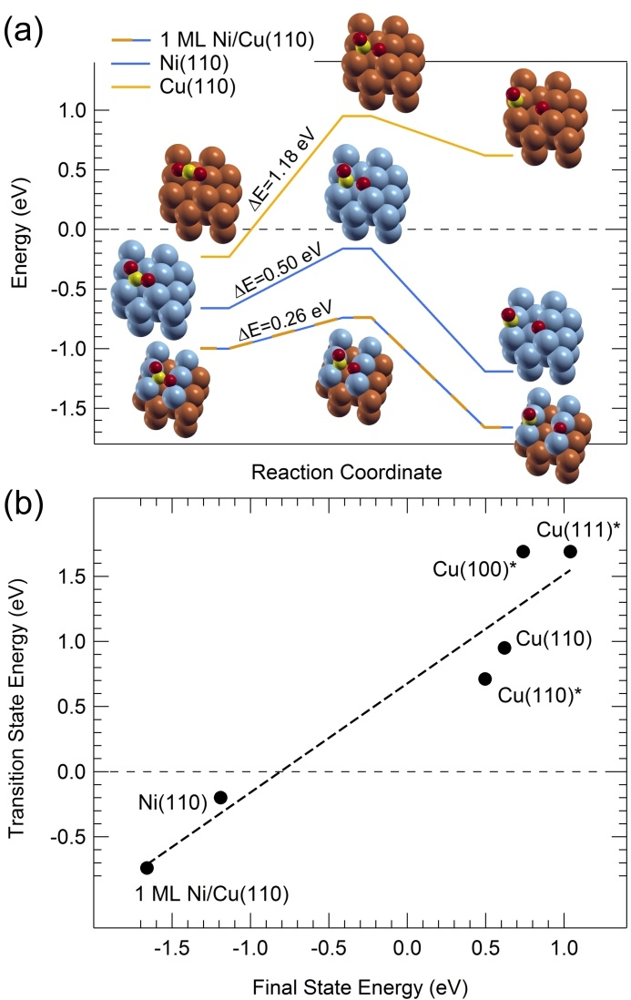 (a)
1 ML Ni/Cu(110)
Ni(110)
Cu(110)
1.0
0.5
0.0
-0.5
-1.0
-1.5
Energy (eV)
ΔE=1.18 eV
ΔE=0.50 eV
ΔE=0.26 eV
Reaction Coordinate
(b)
Cu(111)*
Cu(100)*
Cu(110)
Cu(110)*
Ni(110)
1 ML Ni/Cu(110)
1.5
1.0
0.5
0.0
-0.5
Transition State Energy (eV)
-1.5 -1.0 -0.5 0.0 0.5 1.0
Final State Energy (eV)